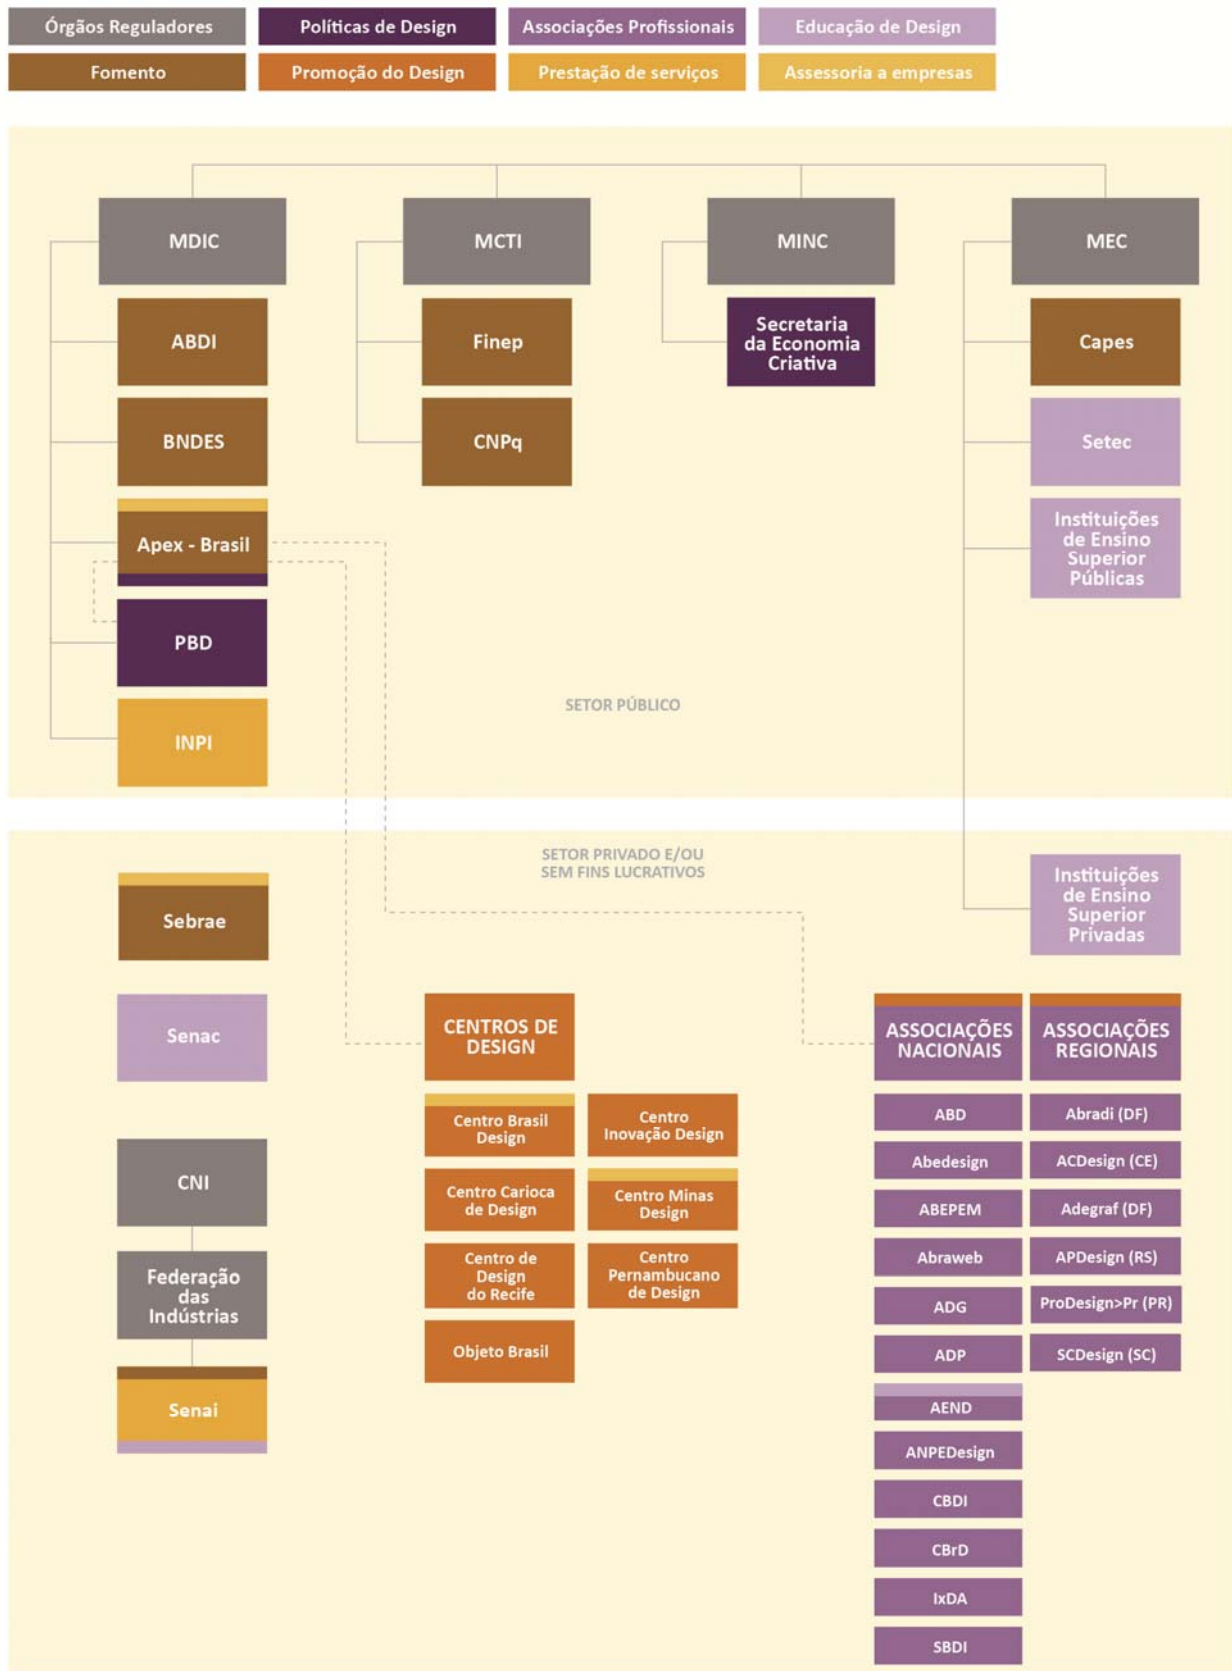 Órgãos Reguladores
Políticas de Design
Associações Profissionais
Educação de Design
Fomento
Promoção do Design
Prestação de serviços
Assessoria a empresas
MDIC
MCTI
MINC
MEC
ABDI
Finep
Secretaria
da Economia
Criativa
Capes
BNDES
CNPq
Setec
Apex - Brasil
Instituições
de Ensino
Superior
Públicas
PBD
SETOR PÚBLICO
INPI
SETOR PRIVADO E/OU
SEM FINS LUCRATIVOS
Sebrae
Instituições
de Ensino
Superior
Privadas
Senac
CENTROS DE
DESIGN
ASSOCIAÇÕES
NACIONAIS
ASSOCIAÇÕES
REGIONAIS
CNI
Federação
das
Indústrias
Senai
Centro Brasil
Design
Centro
Inovação Design
Centro Carioca
de Design
Centro Minas
Design
Centro de
Design
do Recife
Centro
Pernambucano
de Design
Objeto Brasil
ABD
Abradi (DF)
Abedesign
ACDesign (CE)
ABEPEM
Adegraf (DF)
Abraweb
APDesign (RS)
ADG
ProDesign>Pr (PR)
ADP
SCDesign (SC)
AEND
ANPEDesign
CBDI
CBrD
IxDA
SBDI